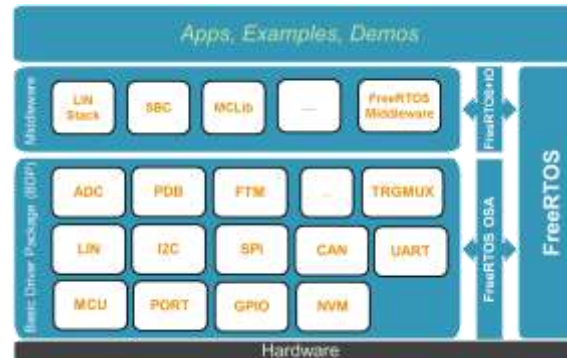 Apps, Examples, Demos
Middleware
LIN
Stack
SBC
MCLib
...
FreeRTOS
Middleware
FreeRTOS+IO
FreeRTOS
Basic Driver Package (BDP)
ADC
PDB
FTM
...
TRGMUX
LIN
I2C
SPI
CAN
UART
MCU
PORT
GPIO
NVM
FreeRTOS OSA
Hardware